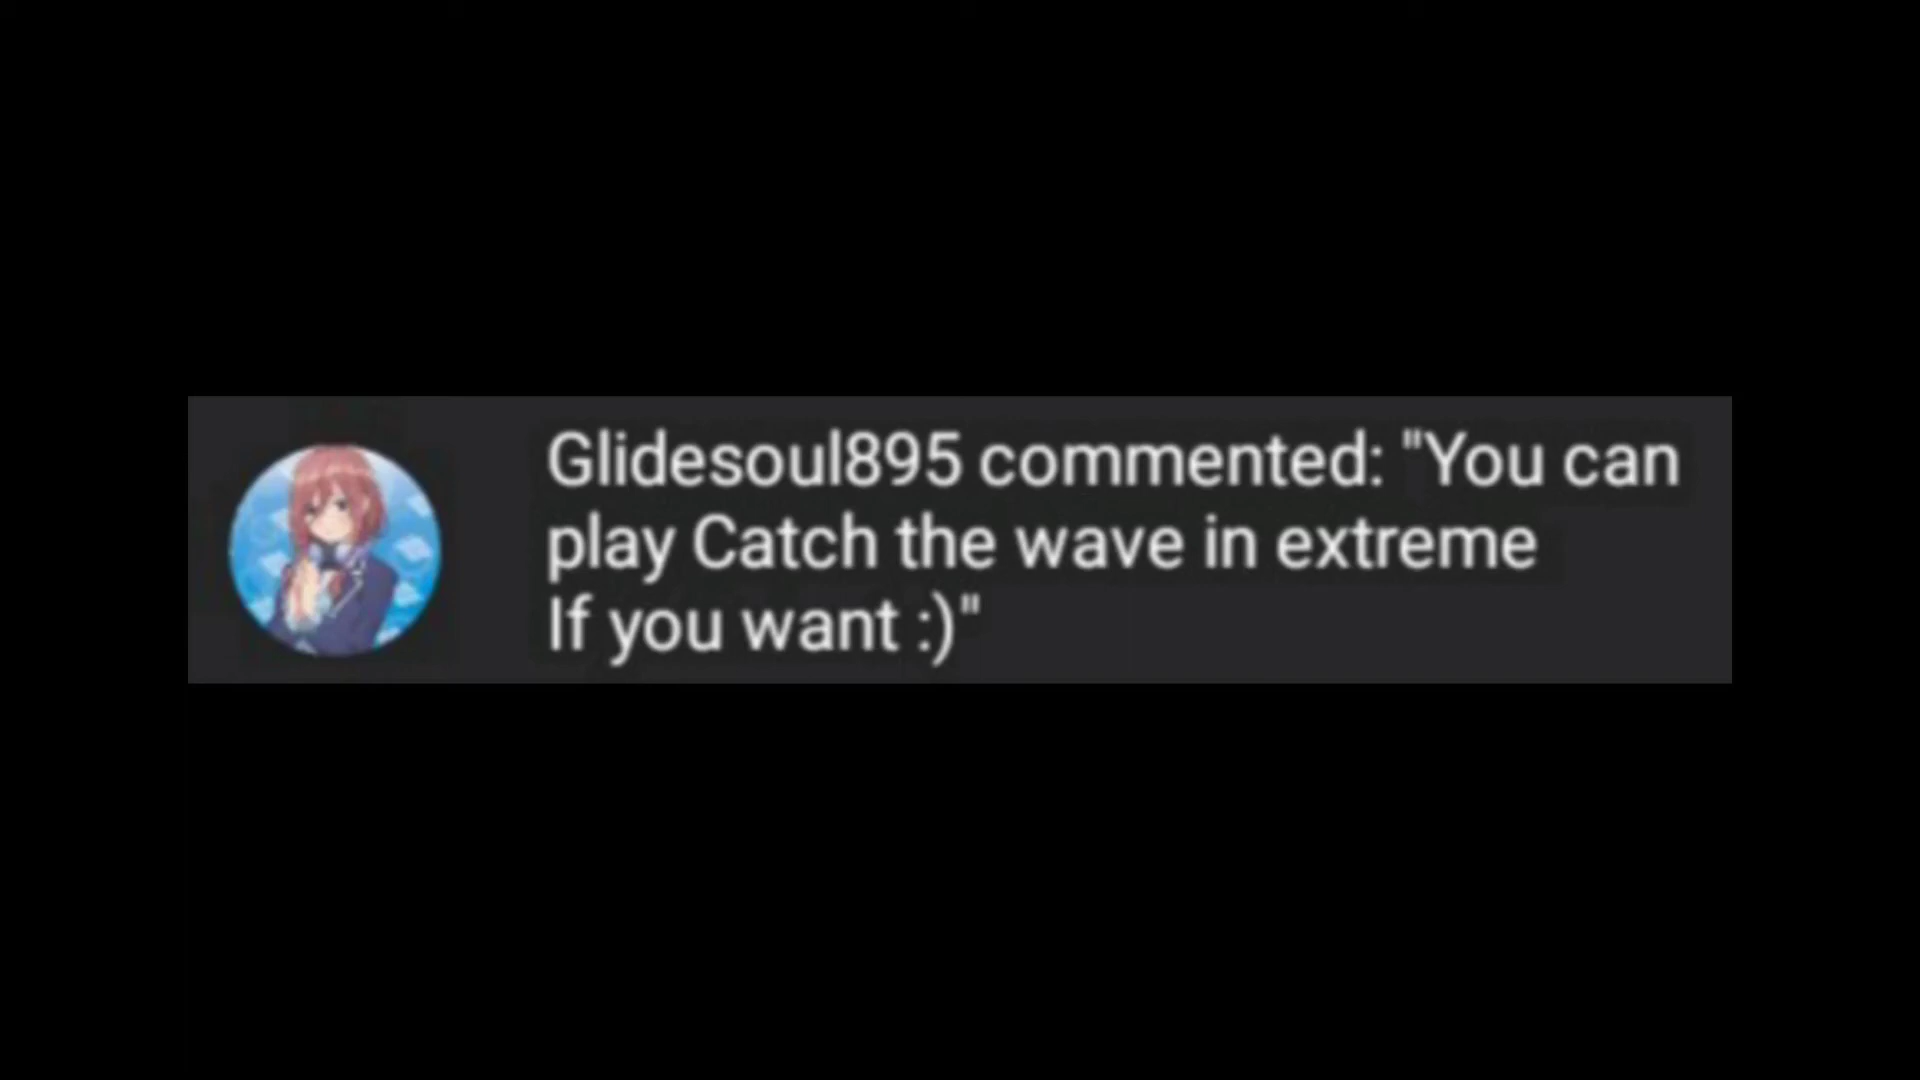 Glidesoul895 commented: "You can
play Catch the wave in extreme
If you want :)"